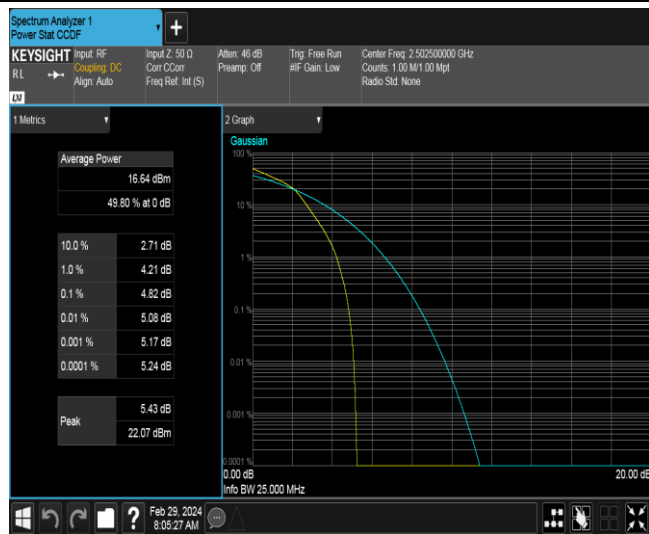 Spectrum Analyzer 1
Power Stat CCDF
+
KEYSIGHT
RL
LXI
Input: RF
Coupling: DC
Align: Auto
Input Z: 50 Ω
Corr CCorr
Freq Ref: Int (S)
Atten: 46 dB
Preamp: Off
Trig: Free Run
#IF Gain: Low
Center Freq: 2.502500000 GHz
Counts: 1.00 M/1.00 Mpt
Radio Std: None
1 Metrics
Average Power
16.64 dBm
49.80 % at 0 dB
10.0 % 2.71 dB
1.0 % 4.21 dB
0.1 % 4.82 dB
0.01 % 5.08 dB
0.001 % 5.17 dB
0.0001 % 5.24 dB
Peak
5.43 dB
22.07 dBm
2 Graph
Gaussian
100 %
10 %
1 %
0.1 %
0.01 %
0.001 %
0.0001 %
0.00 dB 20.00 dB
Info BW 25.000 MHz
?
Feb 29, 2024
8:05:27 AM